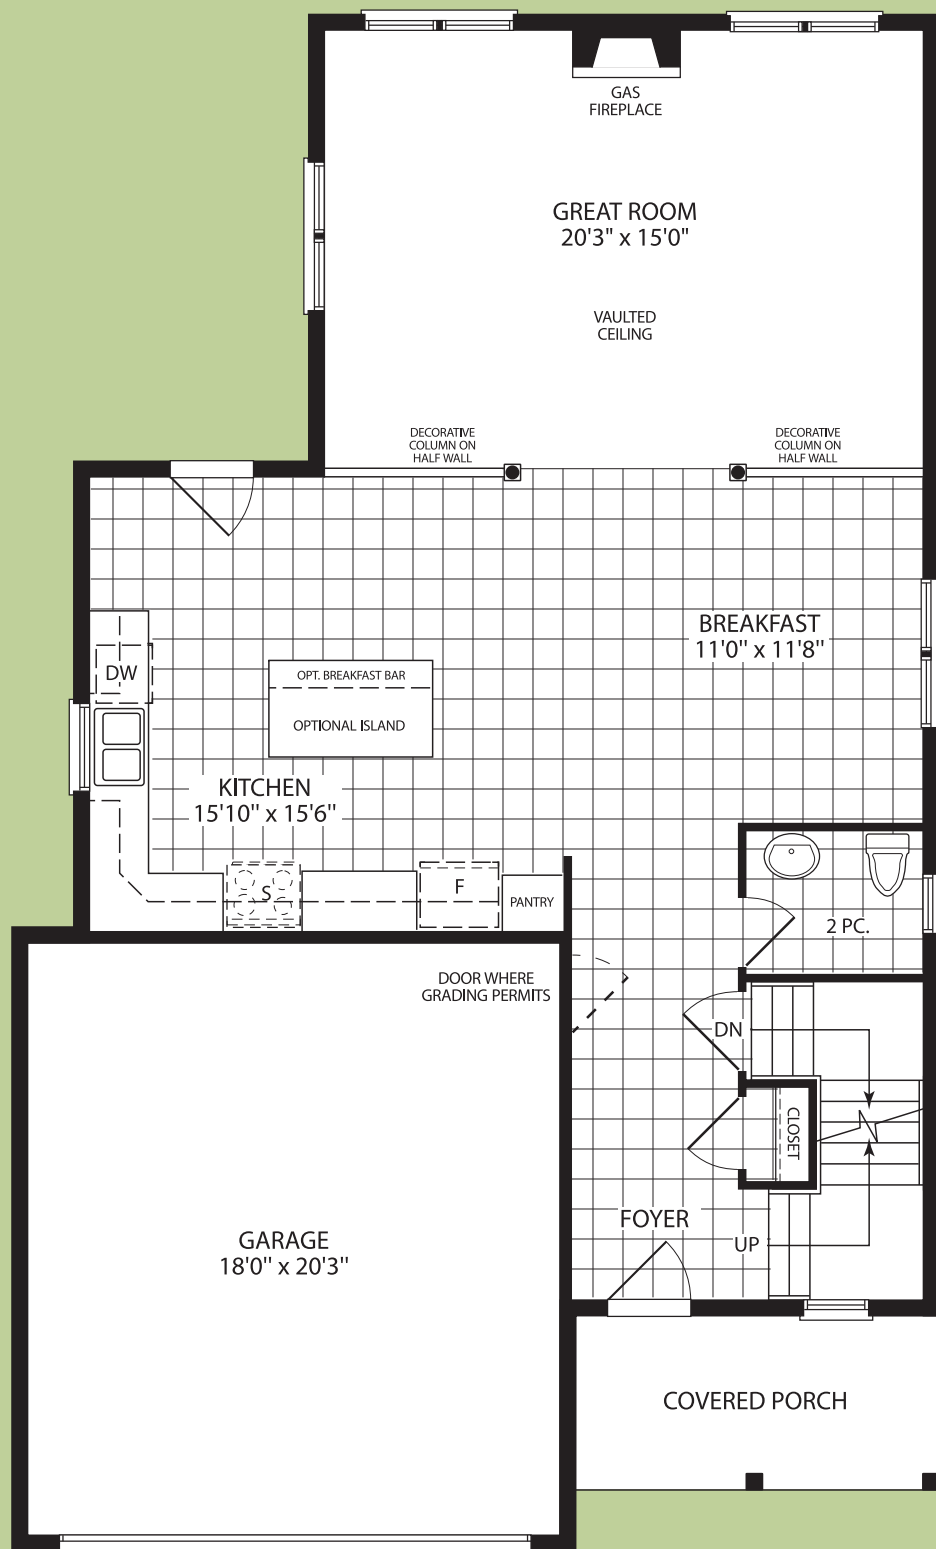 GAS
FIREPLACE
GREAT ROOM
20'3" x 15'0"
VAULTED
CEILING
DECORATIVE
COLUMN ON
HALF WALL
DECORATIVE
COLUMN ON
HALF WALL
BREAKFAST
11'0" x 11'8"
DW
OPT. BREAKFAST BAR
OPTIONAL ISLAND
KITCHEN
15'10'' x 15'6''
S
F
PANTRY
2 PC.
DOOR WHERE
GRADING PERMITS
DN
CLOSET
FOYER
UP
GARAGE
18'0'' x 20'3''
COVERED PORCH